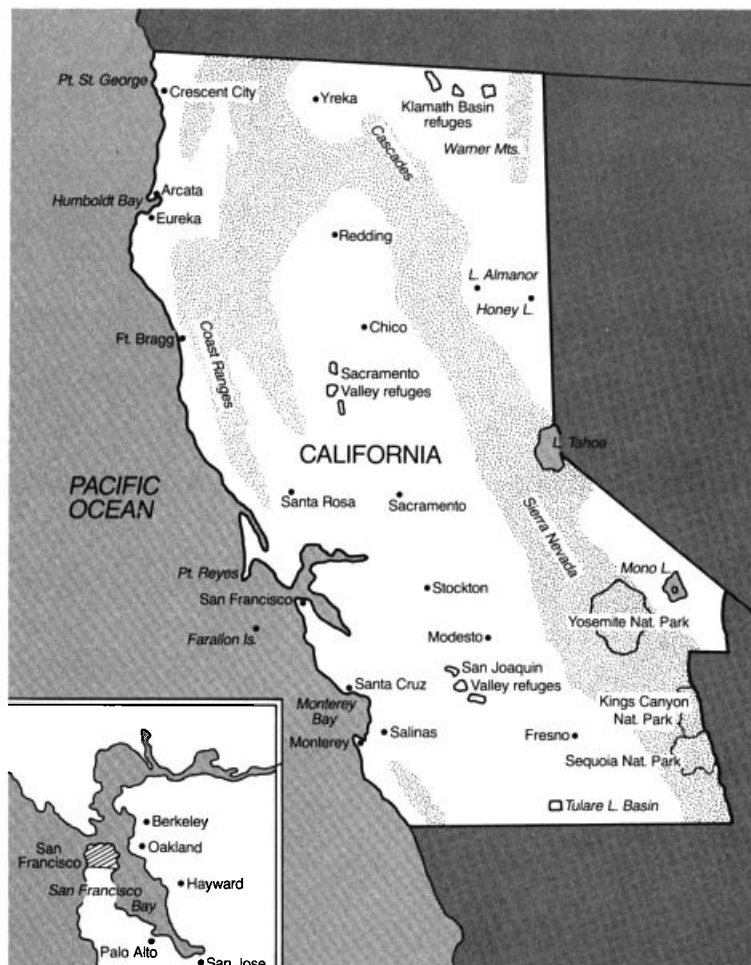 Pt. St. George
Crescent City
Yreka
Klamath Basin
refuges
Cascades
Warner Mts.
Humboldt Bay
Arcata
Eureka
Redding
L. Almanor
Honey L.
Ft. Bragg
Coast Ranges
Chico
Sacramento
Valley refuges
CALIFORNIA
L. Tahoe
PACIFIC
OCEAN
Santa Rosa
Sacramento
Sierra Nevada
Pt. Reyes
Mono L.
San Francisco
Stockton
Yosemite Nat. Park
Farallon Is.
Modesto
San Joaquin
Valley refuges
Santa Cruz
Monterey
Bay
Kings Canyon
Nat. Park
Monterey
Salinas
Fresno
Sequoia Nat. Park
Tulare L. Basin
Berkeley
Oakland
San
Francisco
Hayward
San Francisco
Bay
Palo Alto
San Jose